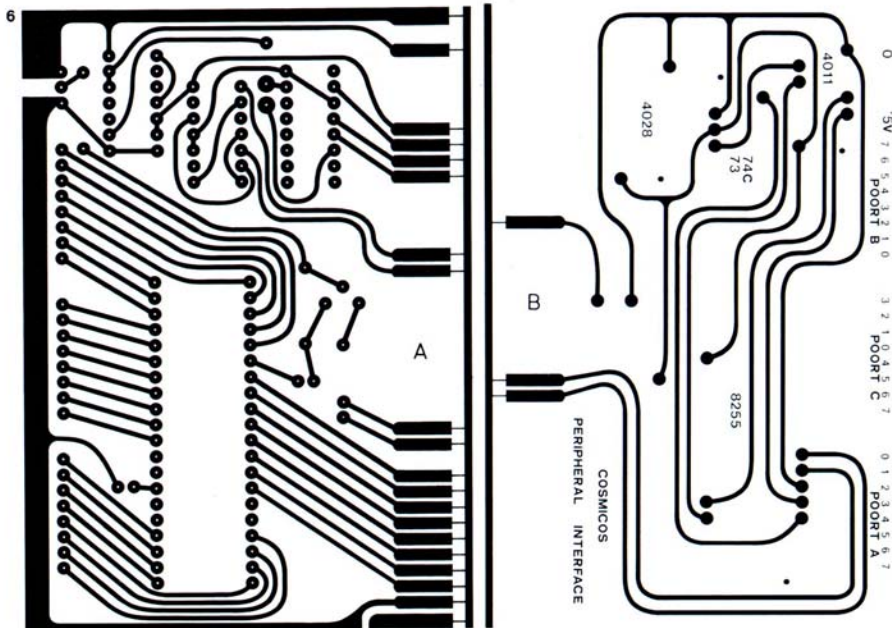 6
A
B
4028
74C
73
4011
8255
COSMICOS
PERIPHERAL INTERFACE
0 5V 7 6 5 4 3 2 1 0
POORT B
3 2 1 0 4 5 6 7
POORT C
0 1 2 3 4 5 6 7
POORT A